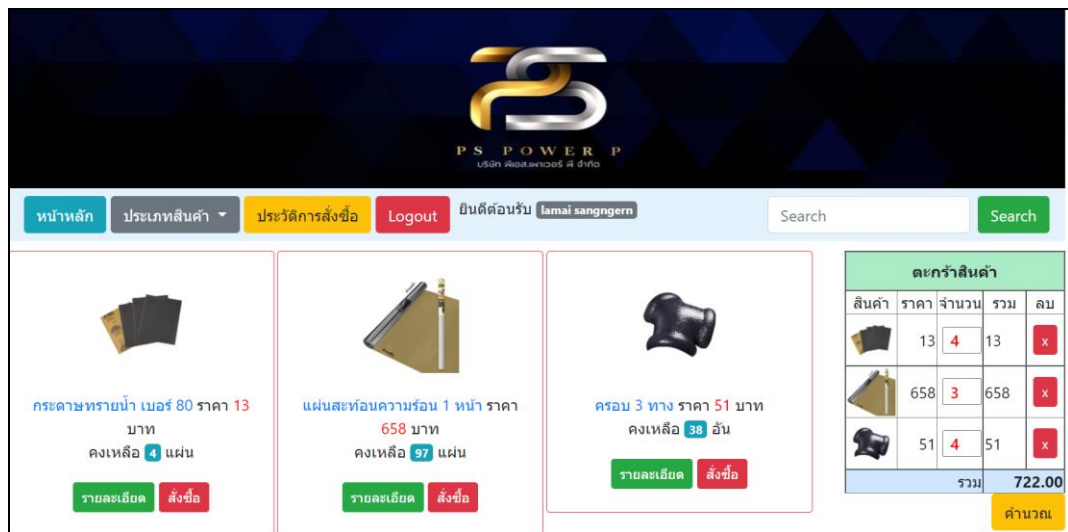 PS POWER P
บริษัท พีเอส.เพาเวอร์ พี จำกัด
หน้าหลัก ประเภทสินค้า ประวัติการสั่งซื้อ Logout ยินดีต้อนรับ lamai sangngern Search Search
กระดาษทรายน้ำ เบอร์ 80 ราคา 13
บาท
คงเหลือ 4 แผ่น
รายละเอียด สั่งซื้อ
แผ่นสะท้อนความร้อน 1 หน้า ราคา
658 บาท
คงเหลือ 97 แผ่น
รายละเอียด สั่งซื้อ
ครอบ 3 ทาง ราคา 51 บาท
คงเหลือ 38 อัน
รายละเอียด สั่งซื้อ
ตะกร้าสินค้า
สินค้า ราคา จำนวน รวม ลบ
13 4 13 x
658 3 658 x
51 4 51 x
รวม 722.00
คำนวณ